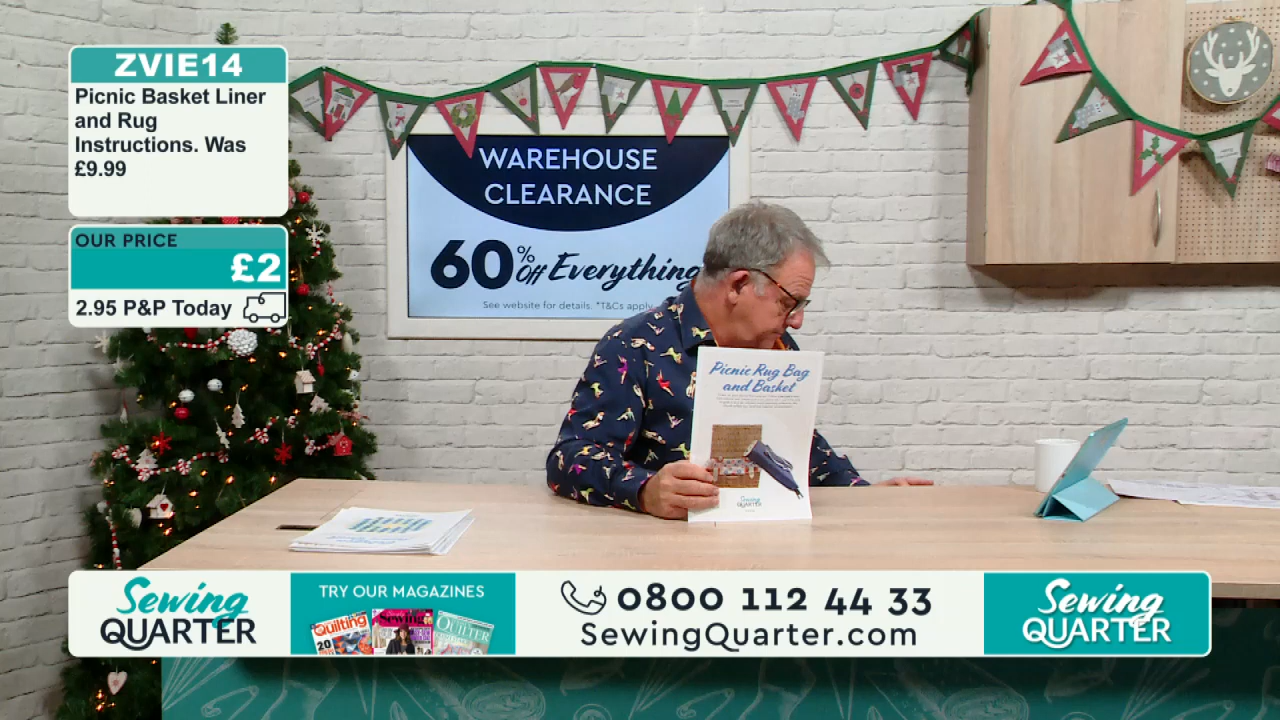 ZVIE14
Picnic Basket Liner
and Rug
Instructions. Was
£9.99
OUR PRICE
£2
2.95 P&P Today
WAREHOUSE
CLEARANCE
60% Off Everything
See website for details. *T&Cs apply.
Picnic Rug Bag
and Basket
Sewing
QUARTER
Sewing
QUARTER
TRY OUR MAGAZINES
Quilting
20
Sewing
QUILTER
0800 112 44 33
SewingQuarter.com
Sewing
QUARTER